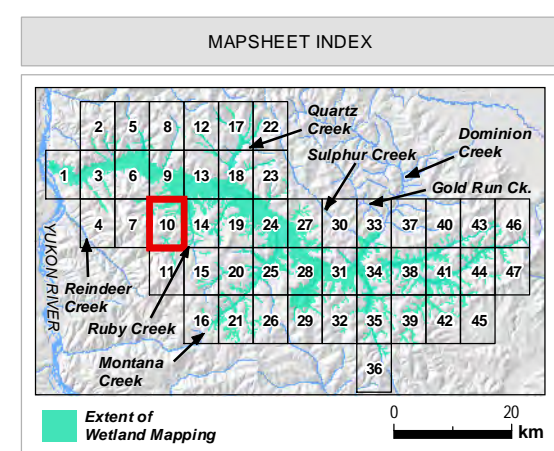 MAPSHEET INDEX
Quartz
Creek
Dominion
Creek
Sulphur Creek
Gold Run Ck.
2 5 8 12 17 22
1 3 6 9 13 18 23
4 7 10 14 19 24 27 30 33 37 40 43 46
11 15 20 25 28 31 34 38 41 44 47
16 21 26 29 32 35 39 42 45
36
YUKON RIVER
Reindeer
Creek
Ruby Creek
Montana
Creek
Extent of
Wetland Mapping
0 20
km